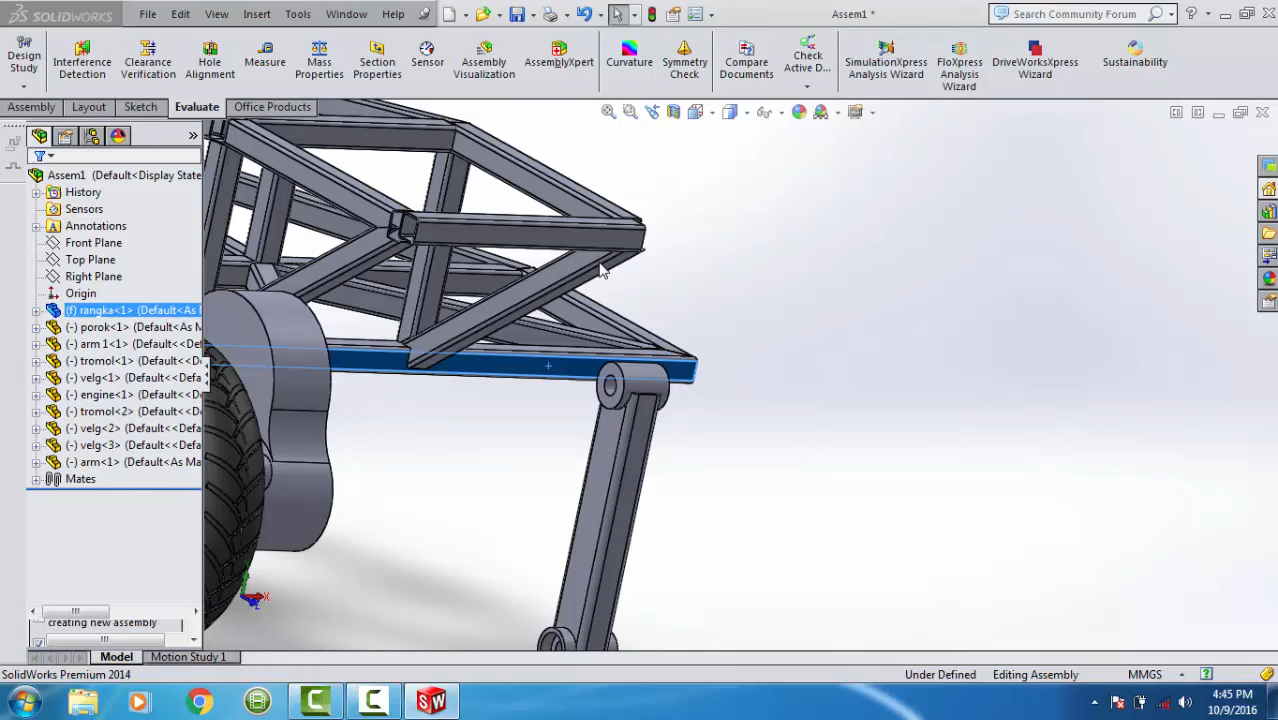 SOLIDWORKS File Edit View Insert Tools Window Help Assem1 * Search Community Forum
Design Study
Interference Detection
Clearance Verification
Hole Alignment
Measure
Mass Properties
Section Properties
Sensor
Assembly Visualization
AssemblyXpert
Curvature
Symmetry Check
Compare Documents
Check Active D...
SimulationXpress Analysis Wizard
FloXpress Analysis Wizard
DriveWorksXpress Wizard
Sustainability
Assembly Layout Sketch Evaluate Office Products
Assem1 (Default<Display State
History
Sensors
Annotations
Front Plane
Top Plane
Right Plane
Origin
(f) rangka<1> (Default<As M
(-) porok<1> (Default<As M
(-) arm 1<1> (Default<As M
(-) tromol<1> (Default<<Def
(-) velg<1> (Default<<Defa
(-) engine<1> (Default<<De
(-) tromol<2> (Default<<Def
(-) velg<2> (Default<<Defa
(-) velg<3> (Default<<Defa
(-) arm<1> (Default<As Ma
Mates
creating new assembly
X
Z
Model Motion Study 1
SolidWorks Premium 2014 Under Defined Editing Assembly MMGS
4:45 PM
10/9/2016